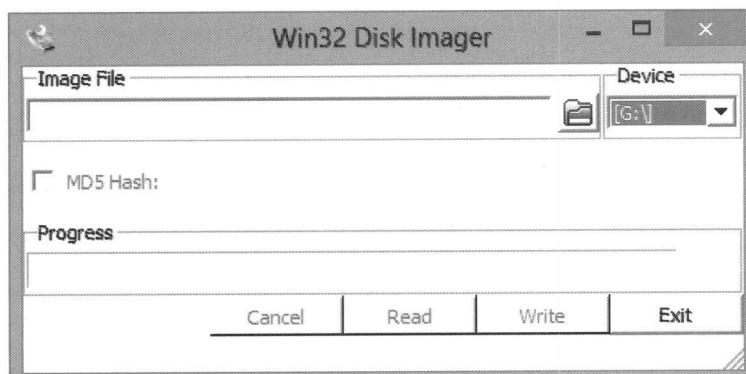 Win32 Disk Imager
Image File
Device
[G:\]
MD5 Hash:
Progress
Cancel
Read
Write
Exit